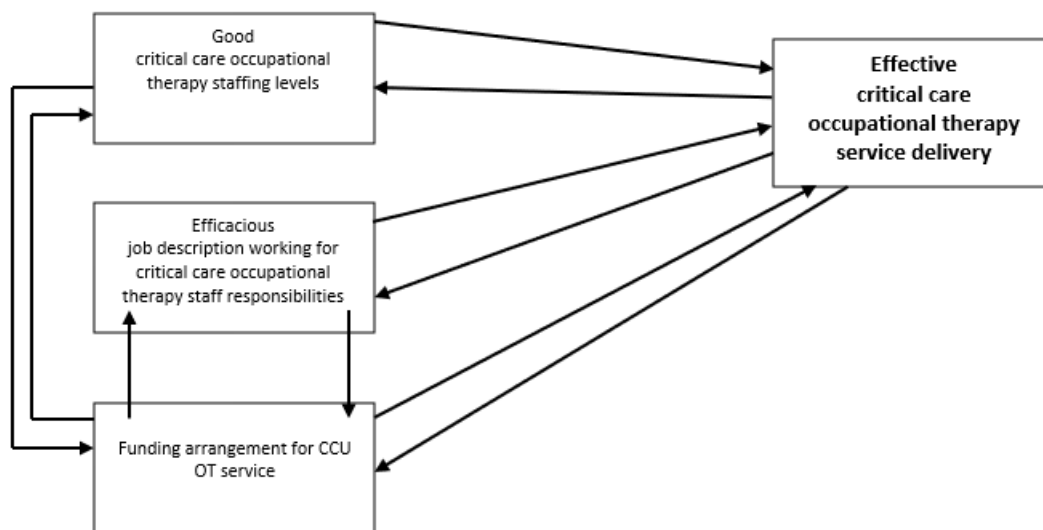 Good
critical care occupational
therapy staffing levels
Effective
critical care
occupational therapy
service delivery
Efficacious
job description working for
critical care occupational
therapy staff responsibilities
Funding arrangement for CCU
OT service